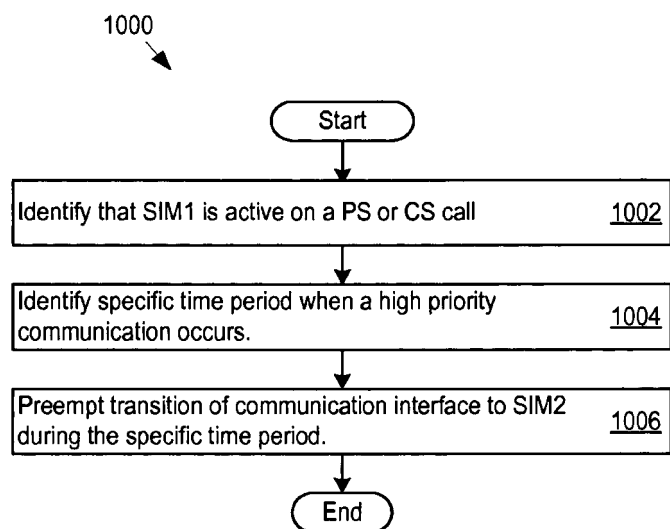 1000
Start
Identify that SIM1 is active on a PS or CS call 1002
Identify specific time period when a high priority
communication occurs. 1004
Preempt transition of communication interface to SIM2
during the specific time period. 1006
End